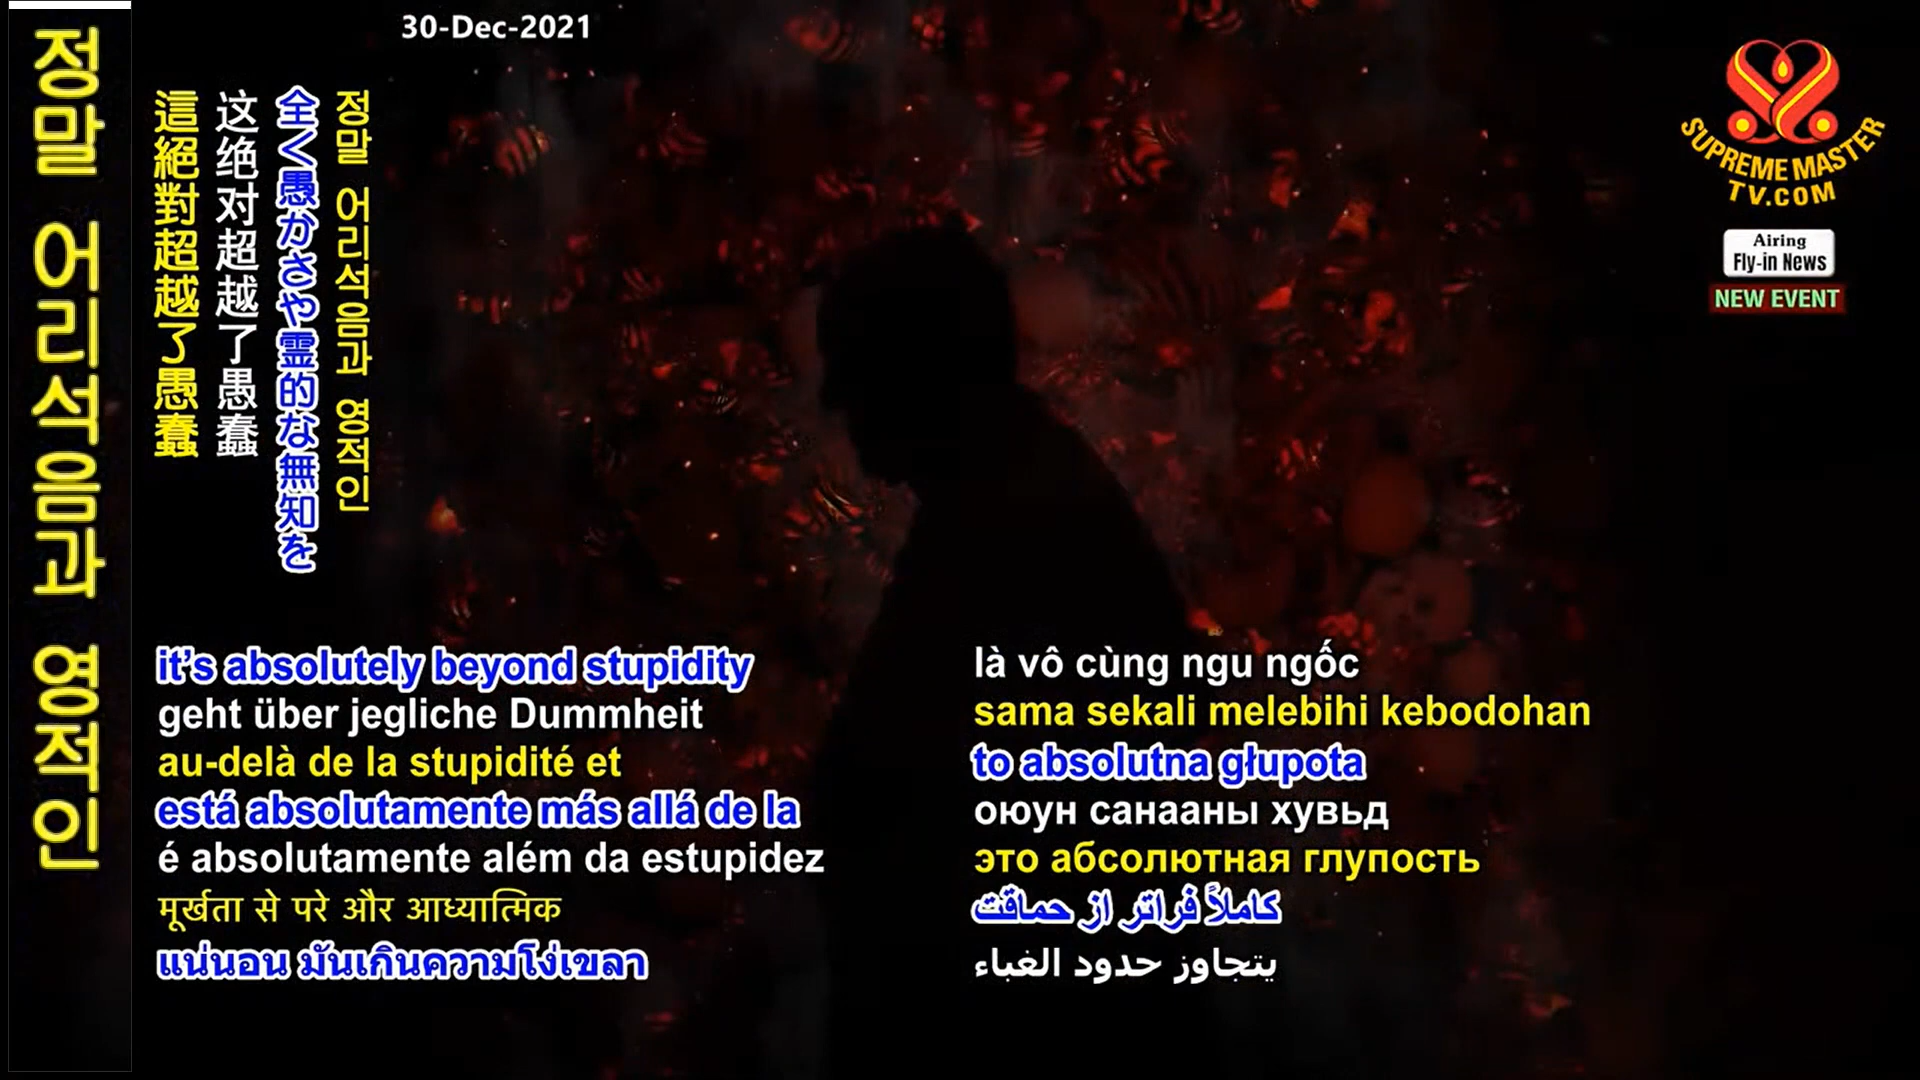 30-Dec-2021
정말 어리석음과 영적인
정말 어리석음과 영적인
全く愚かさや霊的な無知を
这绝对超越了愚蠢
這絕對超越了愚蠢
SUPREME MASTER
TV.COM
Airing
Fly-in News
NEW EVENT
it's absolutely beyond stupidity
geht über jegliche Dummheit
au-delà de la stupidité et
está absolutamente más allá de la
é absolutamente além da estupidez
मूर्खता से परे और आध्यात्मिक
แน่นอน มันเกินความโง่เขลา
là vô cùng ngu ngốc
sama sekali melebihi kebodohan
to absolutna głupota
оюун санааны хувьд
это абсолютная глупость
کاملاً فراتر از حماقت
يتجاوز حدود الغباء